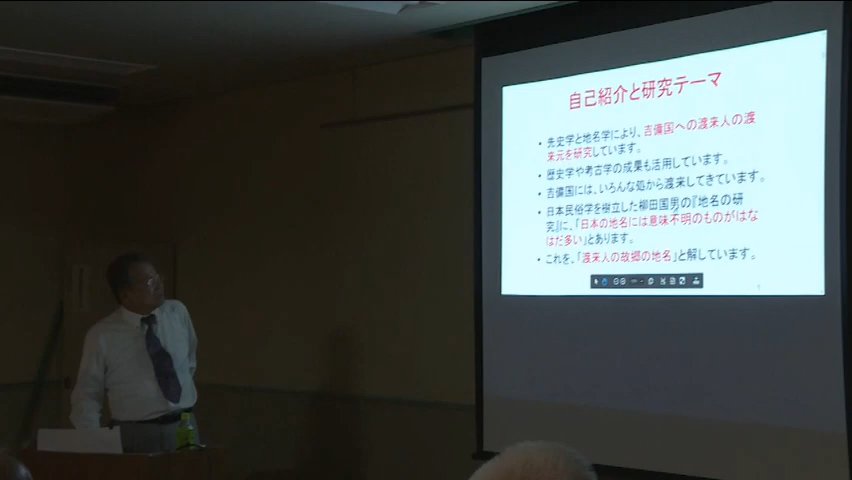 自己紹介と研究テーマ
• 先史学と地名学により、吉備国への渡来人の渡
来元を研究しています。
• 歴史学や考古学の成果も活用しています。
• 吉備国には、いろんな処から渡来してきています。
• 日本民俗学を樹立した柳田国男の『地名の研
究』に、「日本の地名には意味不明のものがはな
はだ多い」とあります。
• これを、「渡来人の故郷の地名」と解しています。
1